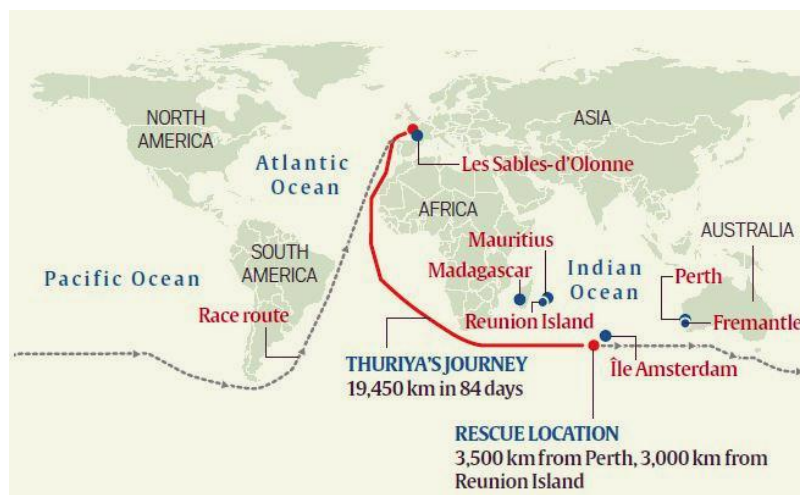 NORTH
AMERICA
ASIA
Atlantic
Ocean
Les Sables-d'Olonne
AFRICA
Mauritius
AUSTRALIA
SOUTH
AMERICA
Madagascar
Indian
Ocean
Perth
Pacific Ocean
Race route
Reunion Island
Fremantle
THURIYA'S JOURNEY
19,450 km in 84 days
Île Amsterdam
RESCUE LOCATION
3,500 km from Perth, 3,000 km from
Reunion Island